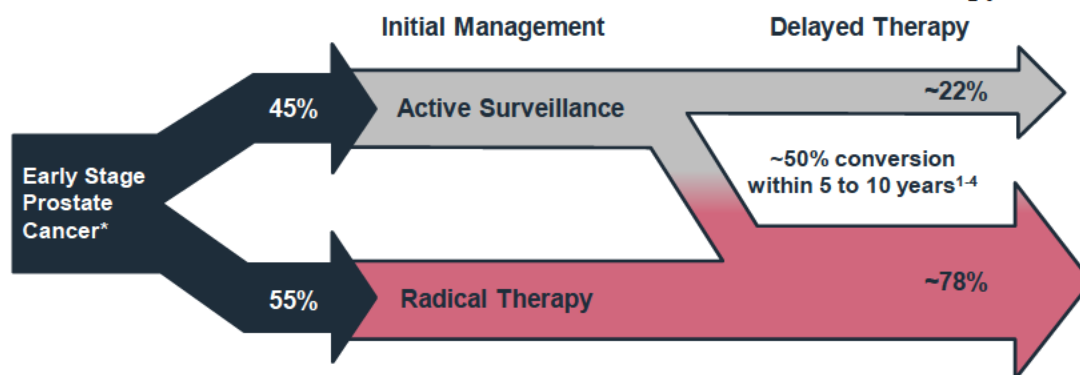 Initial Management
Delayed Therapy
45%
Active Surveillance
~22%
Early Stage
Prostate
Cancer*
~50% conversion
within 5 to 10 years¹⁻⁴
55%
Radical Therapy
~78%